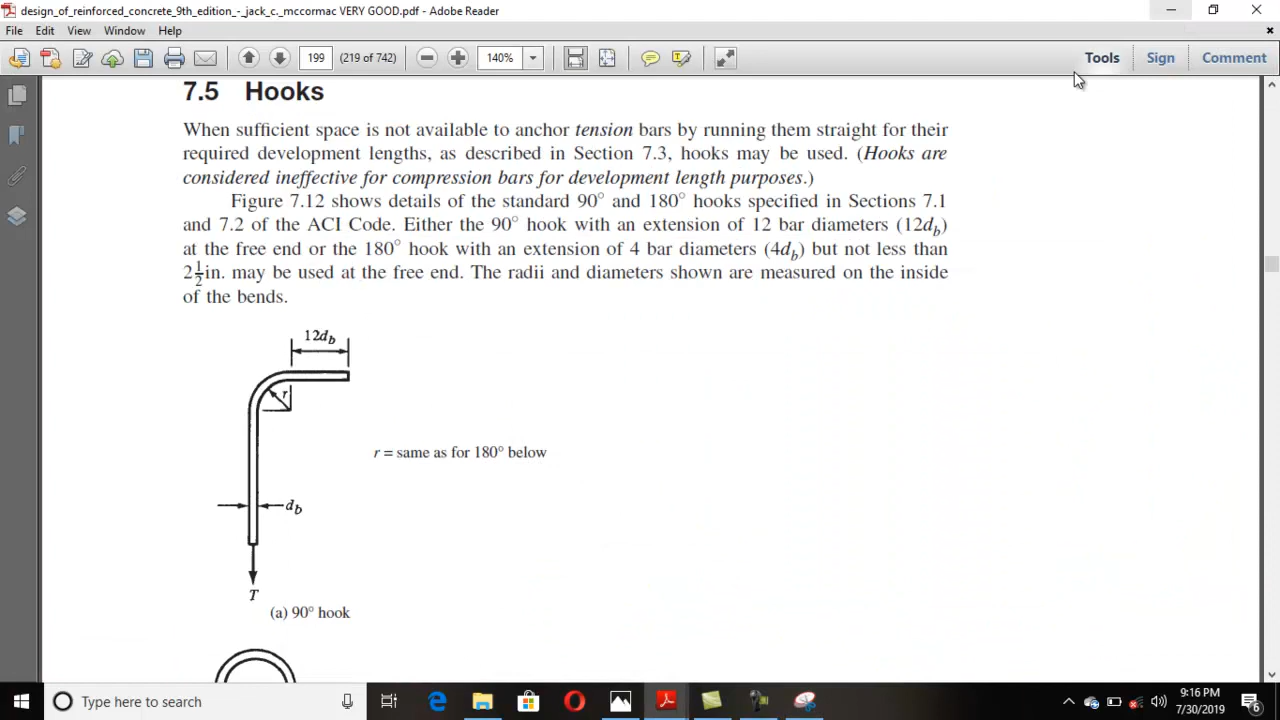 design_of_reinforced_concrete_9th_edition_-_jack_c._mccormac VERY GOOD.pdf - Adobe Reader
File Edit View Window Help
199 (219 of 742) 140% Tools Sign Comment
7.5 Hooks
When sufficient space is not available to anchor tension bars by running them straight for their
required development lengths, as described in Section 7.3, hooks may be used. (Hooks are
considered ineffective for compression bars for development length purposes.)
Figure 7.12 shows details of the standard 90° and 180° hooks specified in Sections 7.1
and 7.2 of the ACI Code. Either the 90° hook with an extension of 12 bar diameters (12d_b)
at the free end or the 180° hook with an extension of 4 bar diameters (4d_b) but not less than
2 1/2 in. may be used at the free end. The radii and diameters shown are measured on the inside
of the bends.
12d_b
r
r = same as for 180° below
d_b
T
(a) 90° hook
Type here to search
9:16 PM
7/30/2019
6